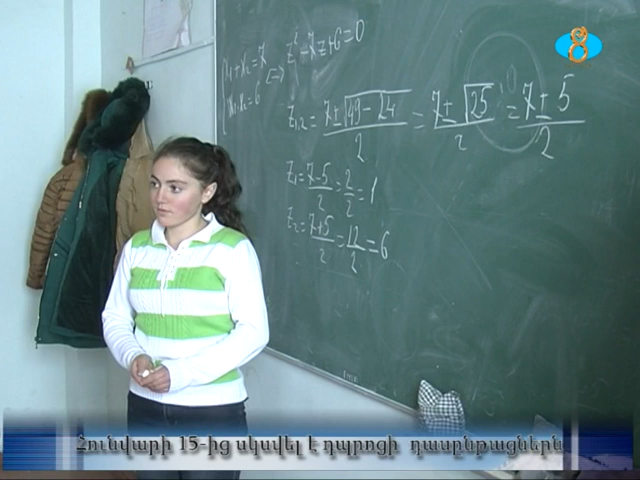 8
x₁+x₂=7
x₁·x₂=6
<=> z²-7z+6=0
z₁,₂ = 7±√49-24 / 2 = 7±√25 / 2 = 7±5 / 2
z₁ = 7-5 / 2 = 2 / 2 = 1
z₂ = 7+5 / 2 = 12 / 2 = 6
Հունվարի 15-ից սկսվել է դպրոցի դասընթացներն